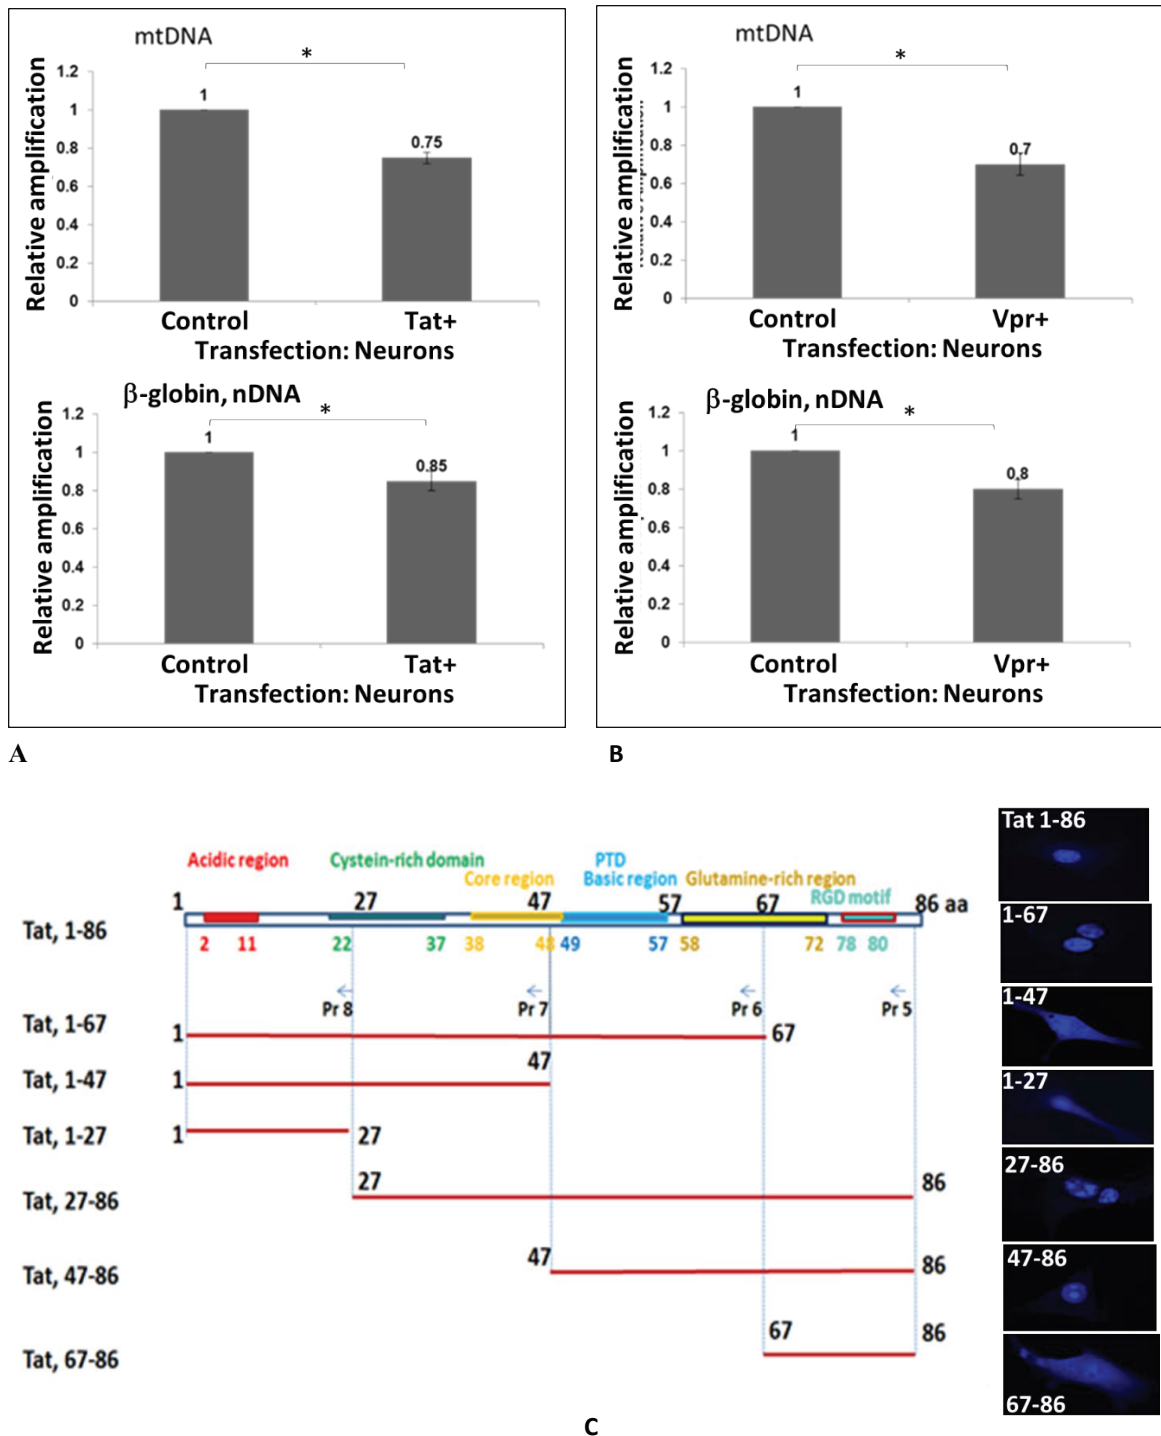 mtDNA
*
Relative amplification
1.2
1
0.8
0.6
0.4
0.2
0
1
0.75
Control Tat+
Transfection: Neurons
β-globin, nDNA
*
Relative amplification
1.2
1
0.8
0.6
0.4
0.2
0
1
0.85
Control Tat+
Transfection: Neurons
A
mtDNA
*
Relative amplification
1.2
1
0.8
0.6
0.4
0.2
0
1
0.7
Control Vpr+
Transfection: Neurons
β-globin, nDNA
*
Relative amplification
1.2
1
0.8
0.6
0.4
0.2
0
1
0.8
Control Vpr+
Transfection: Neurons
B
Acidic region Cystein-rich domain PTD
Core region Basic region Glutamine-rich region
RGD motif
1 27 47 57 67 86 aa
Tat, 1-86
2 11 22 37 38 48 49 57 58 72 78 80
Pr 8 Pr 7 Pr 6 Pr 5
Tat, 1-67
1 67
Tat, 1-47
1 47
Tat, 1-27
1 27
Tat, 27-86
27 86
Tat, 47-86
47 86
Tat, 67-86
67 86
Tat 1-86
1-67
1-47
1-27
27-86
47-86
67-86
C